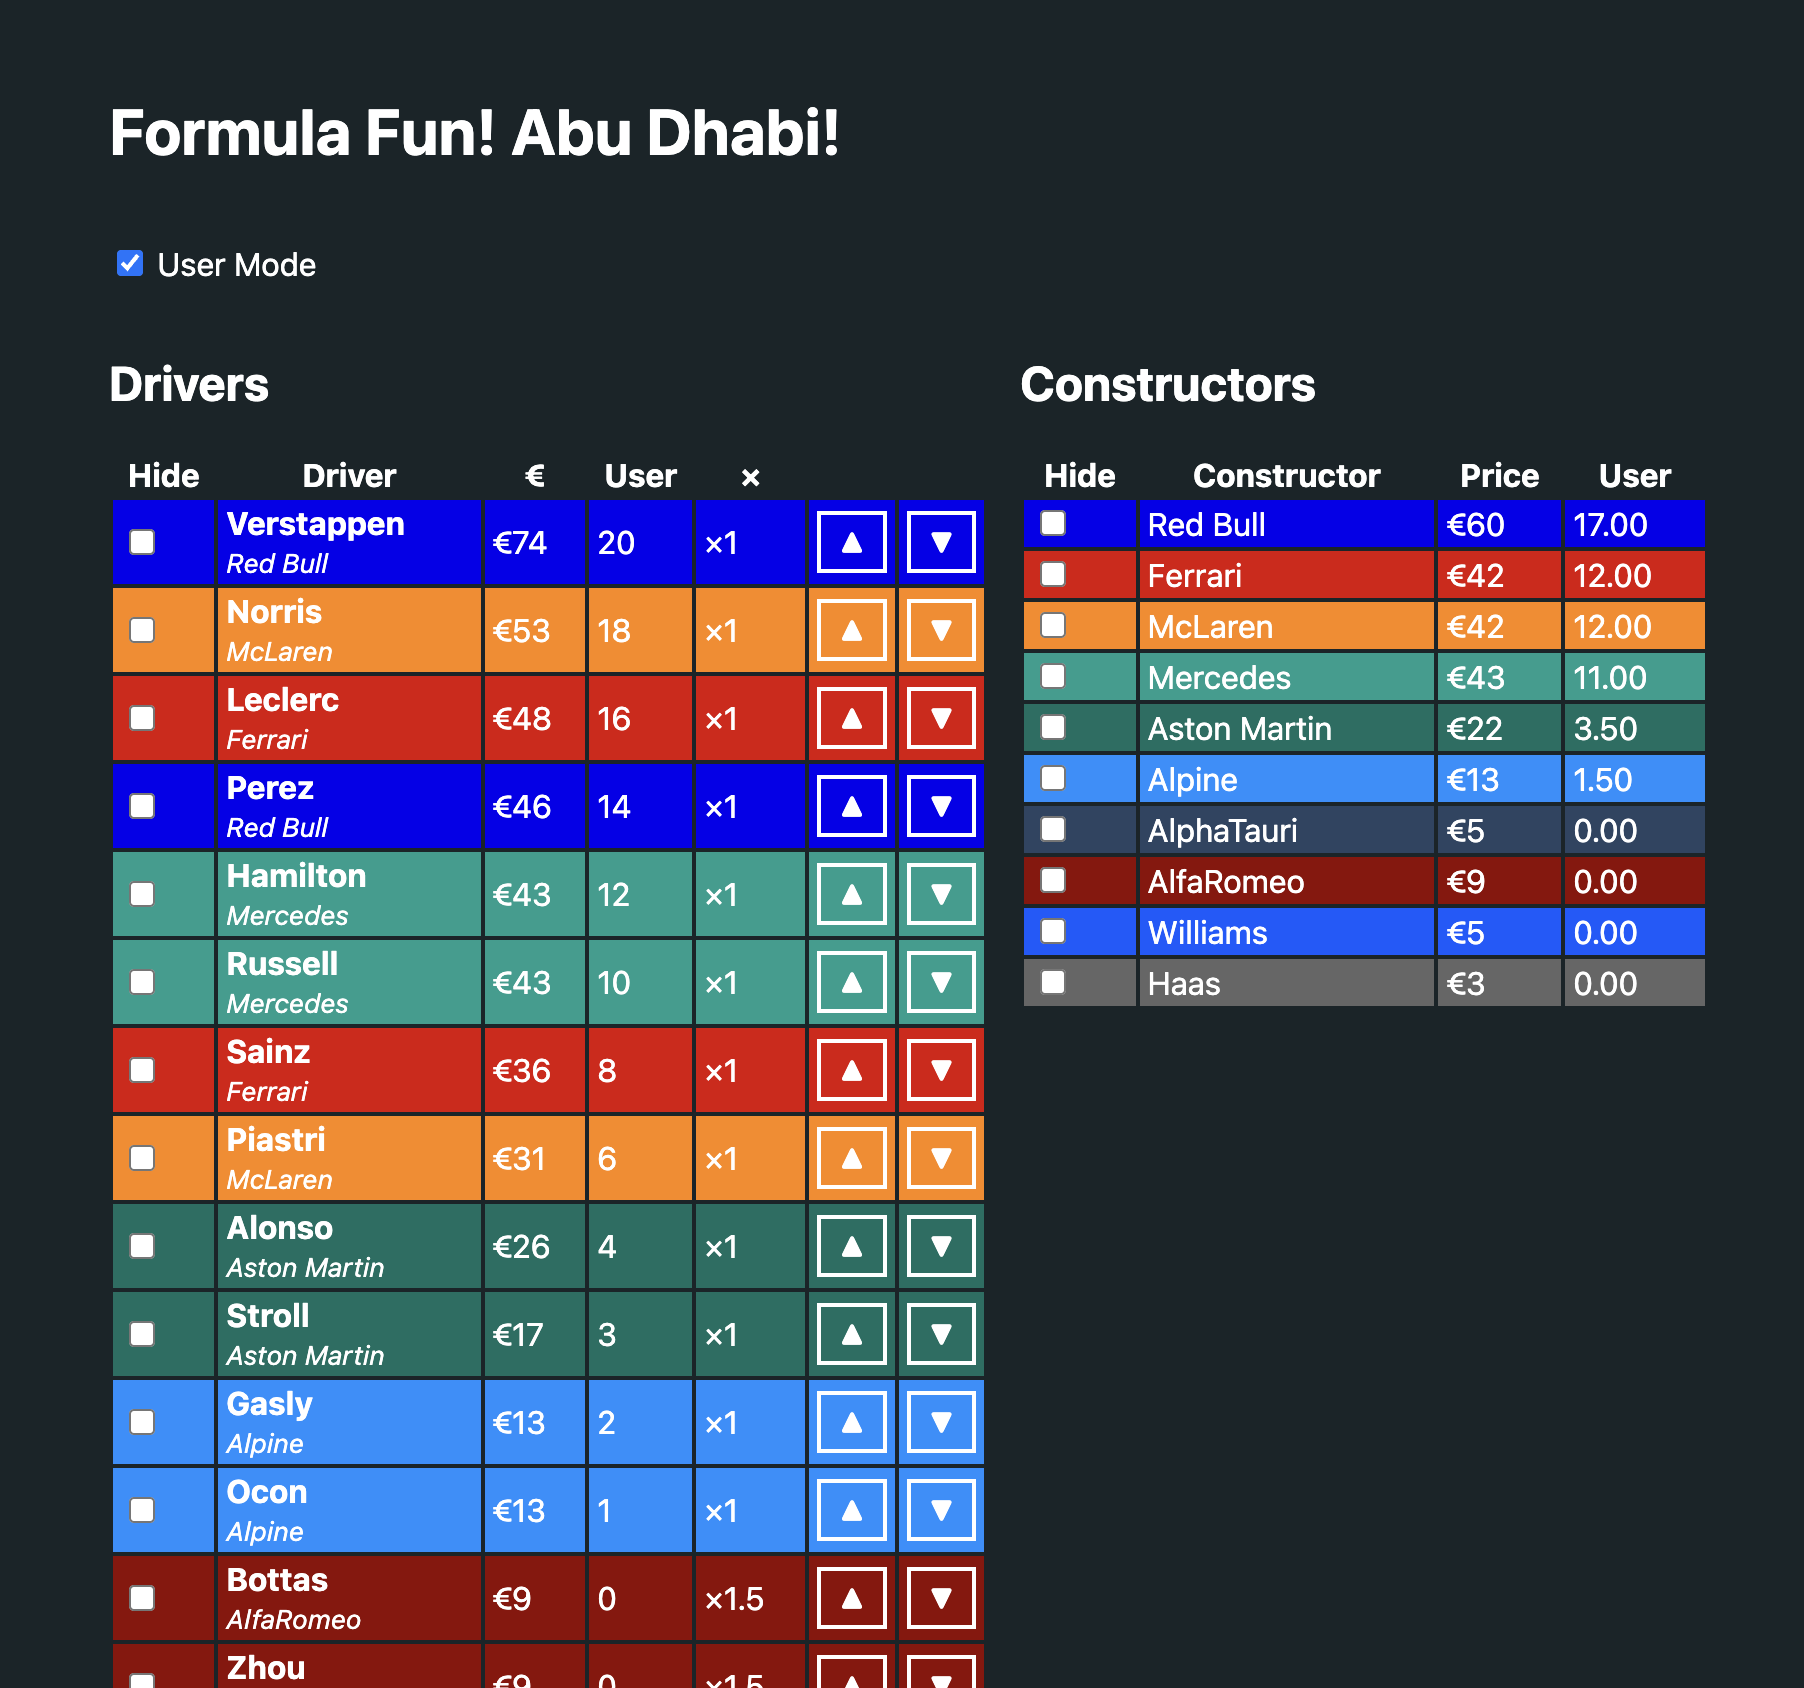 Formula Fun! Abu Dhabi!
User Mode
Drivers
Hide Driver € User ×
Verstappen
Red Bull
€74 20 ×1 ▲ ▼
Norris
McLaren
€53 18 ×1 ▲ ▼
Leclerc
Ferrari
€48 16 ×1 ▲ ▼
Perez
Red Bull
€46 14 ×1 ▲ ▼
Hamilton
Mercedes
€43 12 ×1 ▲ ▼
Russell
Mercedes
€43 10 ×1 ▲ ▼
Sainz
Ferrari
€36 8 ×1 ▲ ▼
Piastri
McLaren
€31 6 ×1 ▲ ▼
Alonso
Aston Martin
€26 4 ×1 ▲ ▼
Stroll
Aston Martin
€17 3 ×1 ▲ ▼
Gasly
Alpine
€13 2 ×1 ▲ ▼
Ocon
Alpine
€13 1 ×1 ▲ ▼
Bottas
AlfaRomeo
€9 0 ×1.5 ▲ ▼
Zhou
€9 0 ×1.5 ▲ ▼
Constructors
Hide Constructor Price User
Red Bull €60 17.00
Ferrari €42 12.00
McLaren €42 12.00
Mercedes €43 11.00
Aston Martin €22 3.50
Alpine €13 1.50
AlphaTauri €5 0.00
AlfaRomeo €9 0.00
Williams €5 0.00
Haas €3 0.00